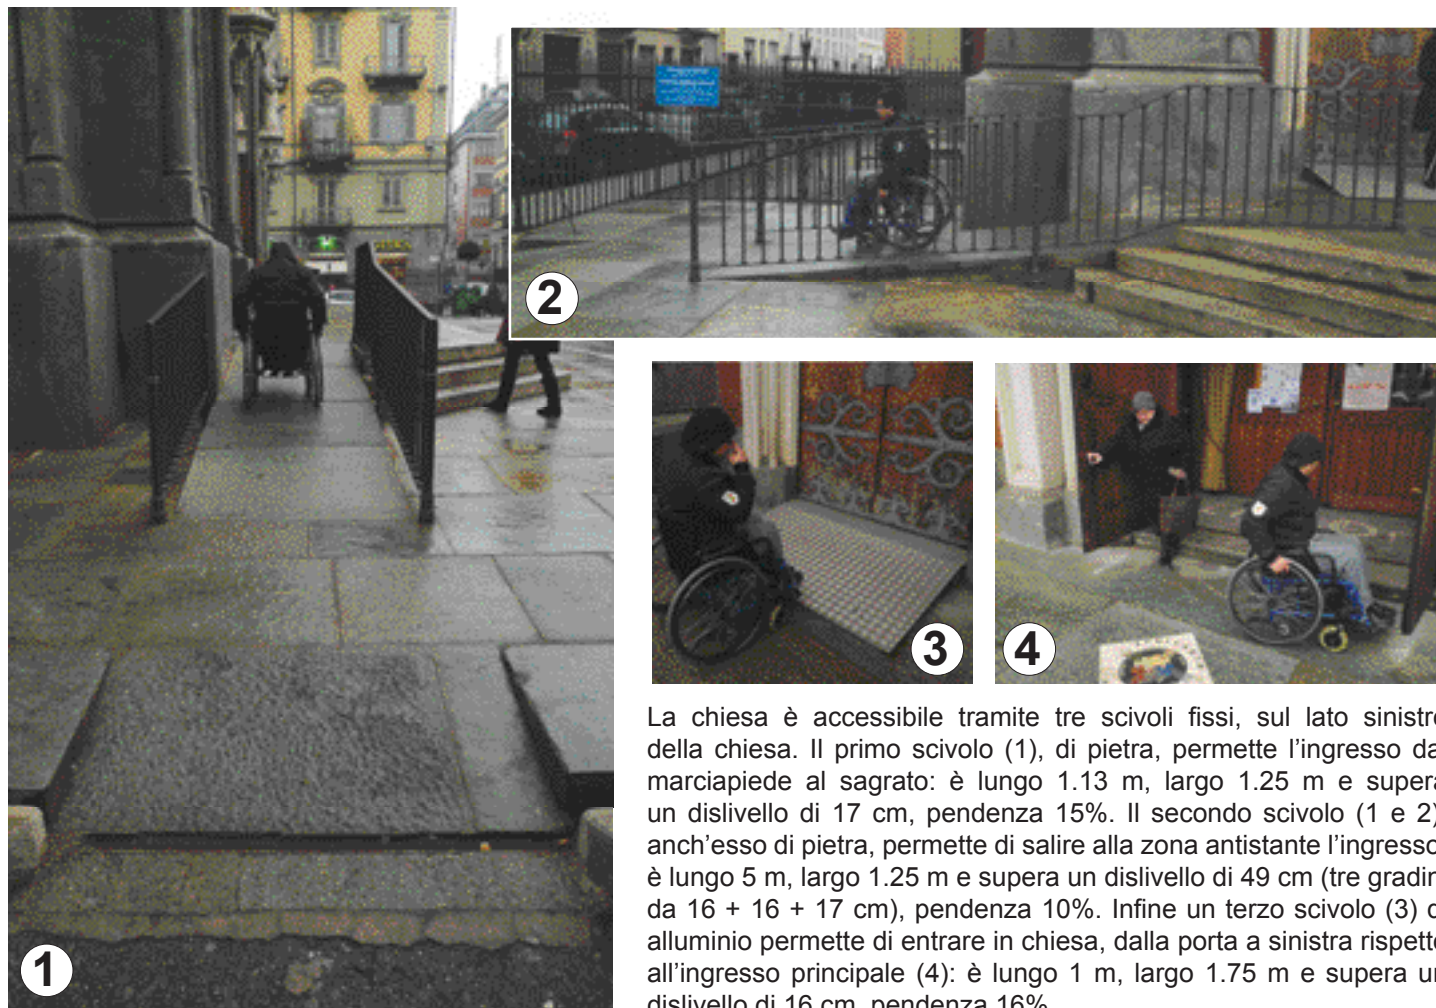 2
3
4
La chiesa è accessibile tramite tre scivoli fissi, sul lato sinistro
della chiesa. Il primo scivolo (1), di pietra, permette l’ingresso dal
marciapiede al sagrato: è lungo 1.13 m, largo 1.25 m e supera
un dislivello di 17 cm, pendenza 15%. Il secondo scivolo (1 e 2)
anch’esso di pietra, permette di salire alla zona antistante l’ingresso
è lungo 5 m, largo 1.25 m e supera un dislivello di 49 cm (tre gradin
da 16 + 16 + 17 cm), pendenza 10%. Infine un terzo scivolo (3) d
alluminio permette di entrare in chiesa, dalla porta a sinistra rispetto
all’ingresso principale (4): è lungo 1 m, largo 1.75 m e supera un
dislivello di 16 cm, pendenza 16%
1